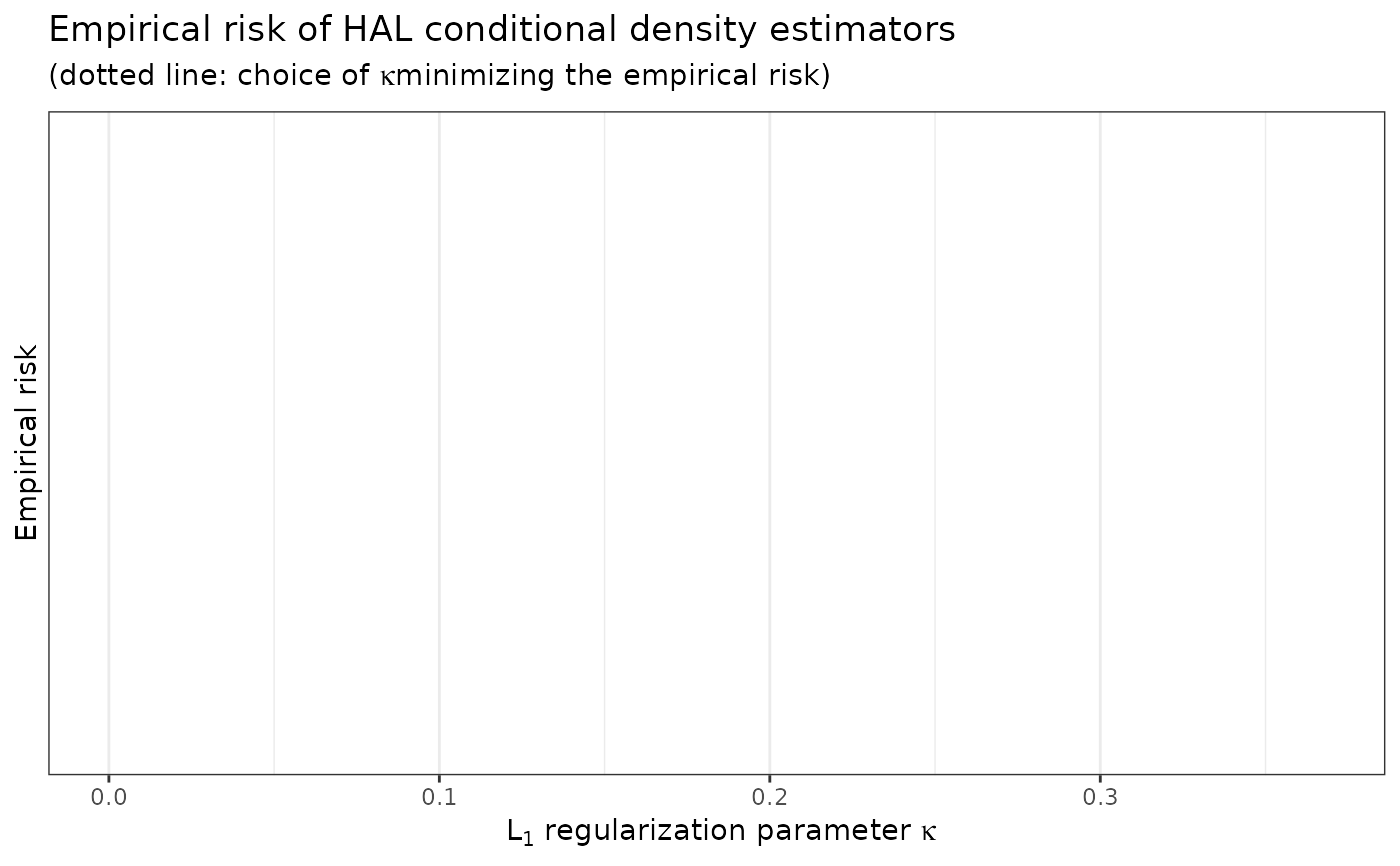 Empirical risk of HAL conditional density estimators
(dotted line: choice of κminimizing the empirical risk)
Empirical risk
0.0 0.1 0.2 0.3
L₁ regularization parameter κ